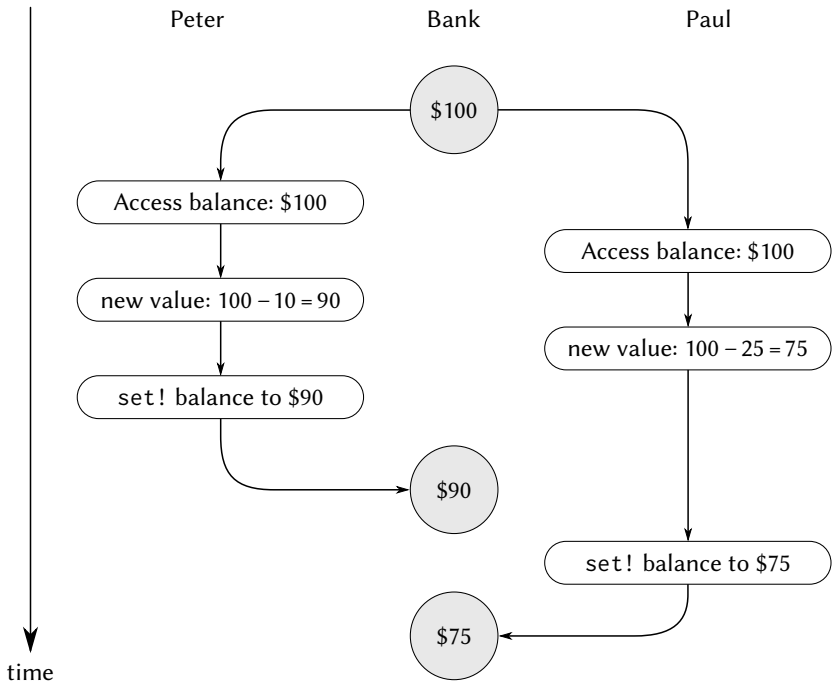 Peter
Bank
Paul
$100
Access balance: $100
Access balance: $100
new value: 100 – 10 = 90
new value: 100 – 25 = 75
set! balance to $90
$90
set! balance to $75
$75
time